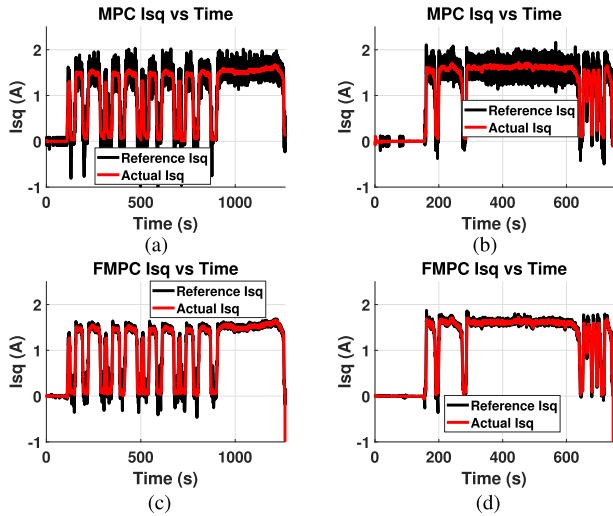 MPC Isq vs Time
Isq (A)
2
1
0
-1
Reference Isq
Actual Isq
0
500
1000
Time (s)
(a)
MPC Isq vs Time
Isq (A)
2
1
0
-1
Reference Isq
Actual Isq
0
200
400
600
Time (s)
(b)
FMPC Isq vs Time
Isq (A)
2
1
0
-1
Reference Isq
Actual Isq
0
500
1000
Time (s)
(c)
FMPC Isq vs Time
Isq (A)
2
1
0
-1
Reference Isq
Actual Isq
0
200
400
600
Time (s)
(d)